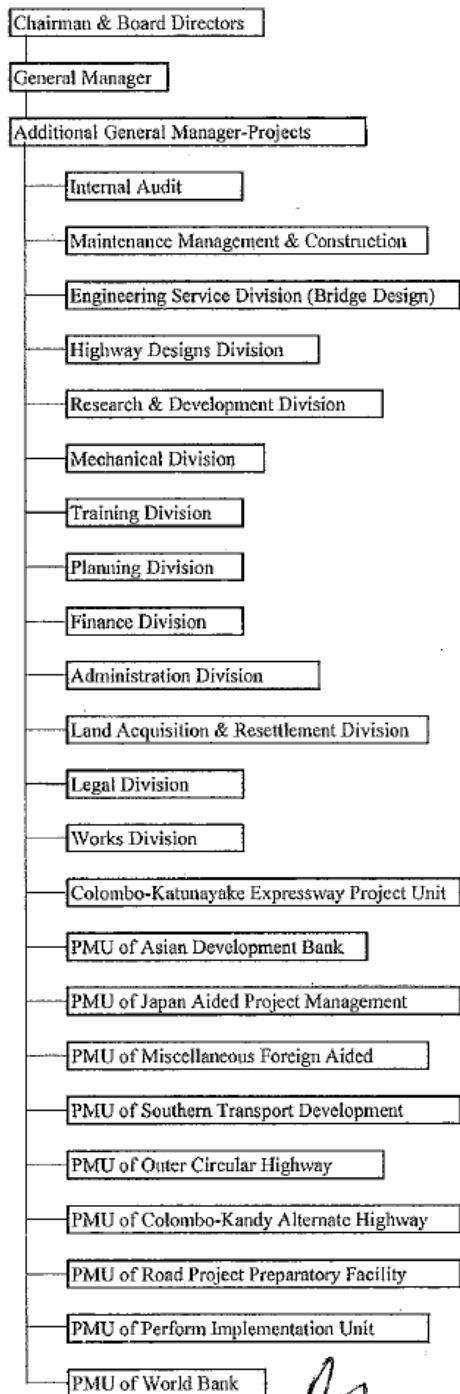 Chairman & Board Directors
General Manager
Additional General Manager-Projects
Internal Audit
Maintenance Management & Construction
Engineering Service Division (Bridge Design)
Highway Designs Division
Research & Development Division
Mechanical Division
Training Division
Planning Division
Finance Division
Administration Division
Land Acquisition & Resettlement Division
Legal Division
Works Division
Colombo-Katunayake Expressway Project Unit
PMU of Asian Development Bank
PMU of Japan Aided Project Management
PMU of Miscellaneous Foreign Aided
PMU of Southern Transport Development
PMU of Outer Circular Highway
PMU of Colombo-Kandy Alternate Highway
PMU of Road Project Preparatory Facility
PMU of Perform Implementation Unit
PMU of World Bank